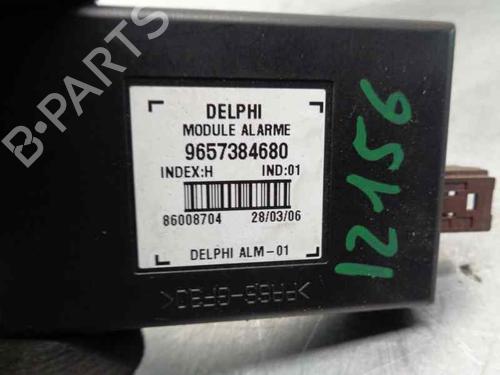 B-PARTS
DELPHI
MODULE ALARME
9657384680
INDEX:H IND:01
86008704 28/03/06
DELPHI ALM-01
>PA66-GF30<
12156